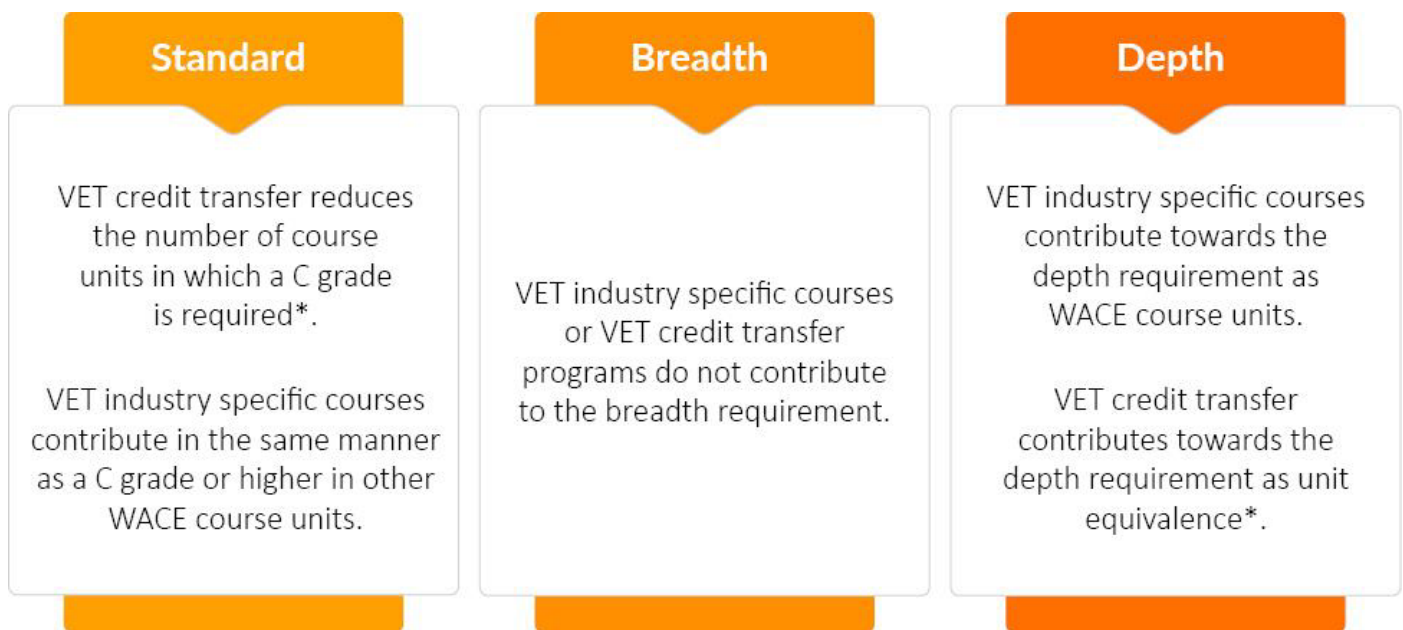 Standard
VET credit transfer reduces
the number of course
units in which a C grade
is required*.
VET industry specific courses
contribute in the same manner
as a C grade or higher in other
WACE course units.
Breadth
VET industry specific courses
or VET credit transfer
programs do not contribute
to the breadth requirement.
Depth
VET industry specific courses
contribute towards the
depth requirement as
WACE course units.
VET credit transfer
contributes towards the
depth requirement as unit
equivalence*.